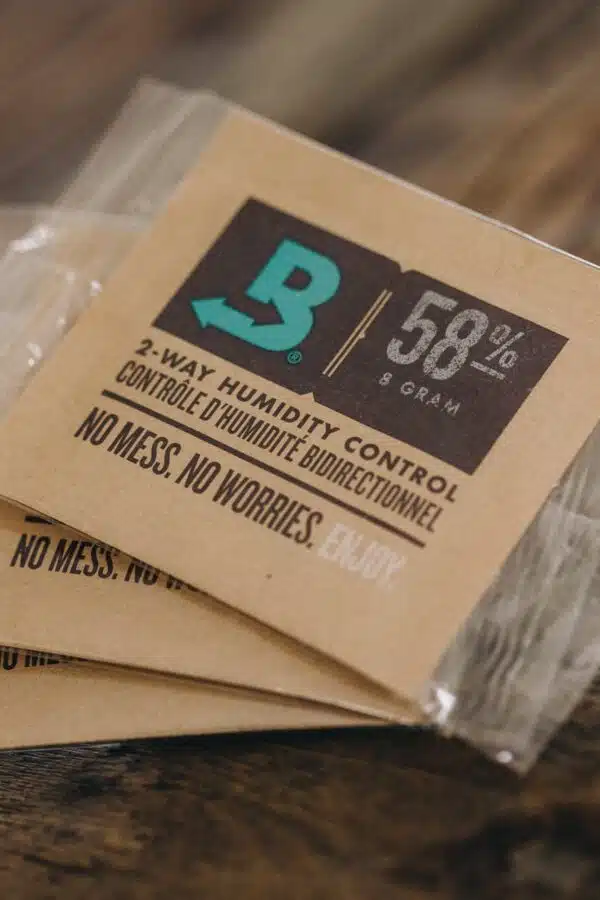 B®
58%
8 GRAM
2-WAY HUMIDITY CONTROL
CONTRÔLE D'HUMIDITÉ BIDIRECTIONNEL
NO MESS. NO WORRIES. ENJOY.
NO MESS. NO